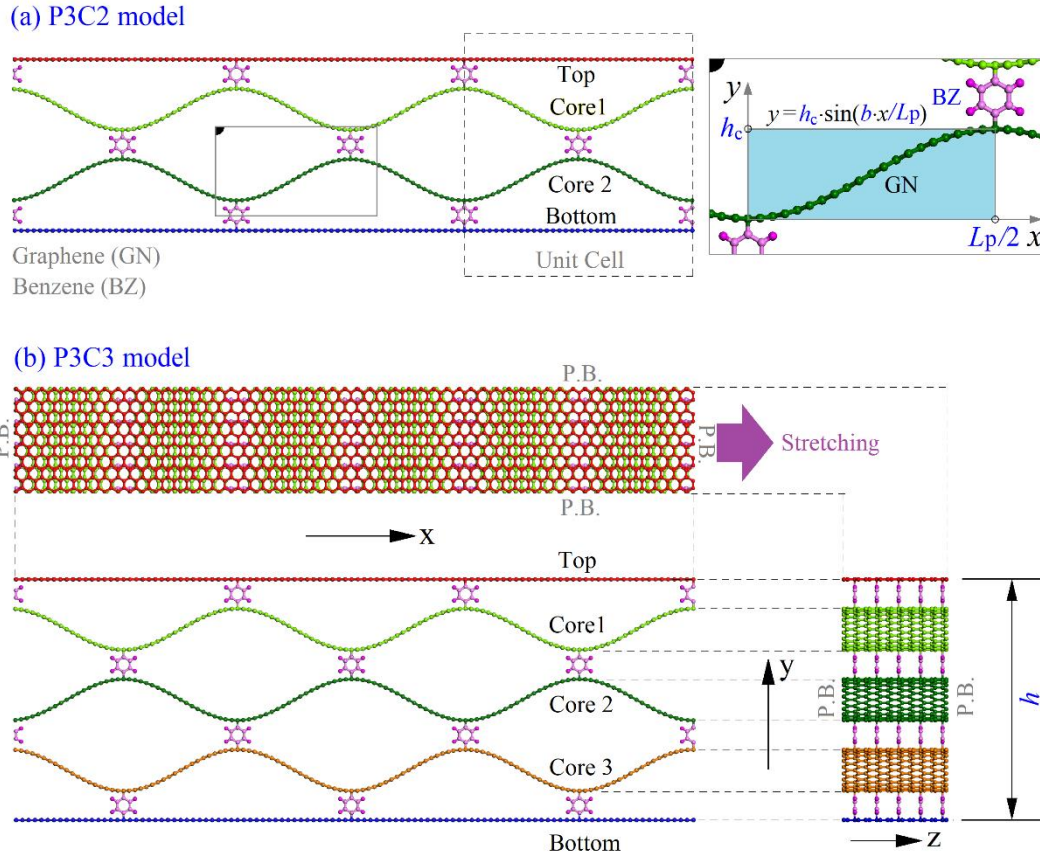 (a) P3C2 model
Top
Core1
Core 2
Bottom
Graphene (GN)
Benzene (BZ)
Unit Cell
y
BZ
hc
y = hc·sin(b·x/Lp)
GN
Lp/2 x
(b) P3C3 model
P.B.
P.B.
P.B.
Stretching
P.B.
x
Top
Core1
Core 2
y
Core 3
Bottom
P.B.
P.B.
h
z